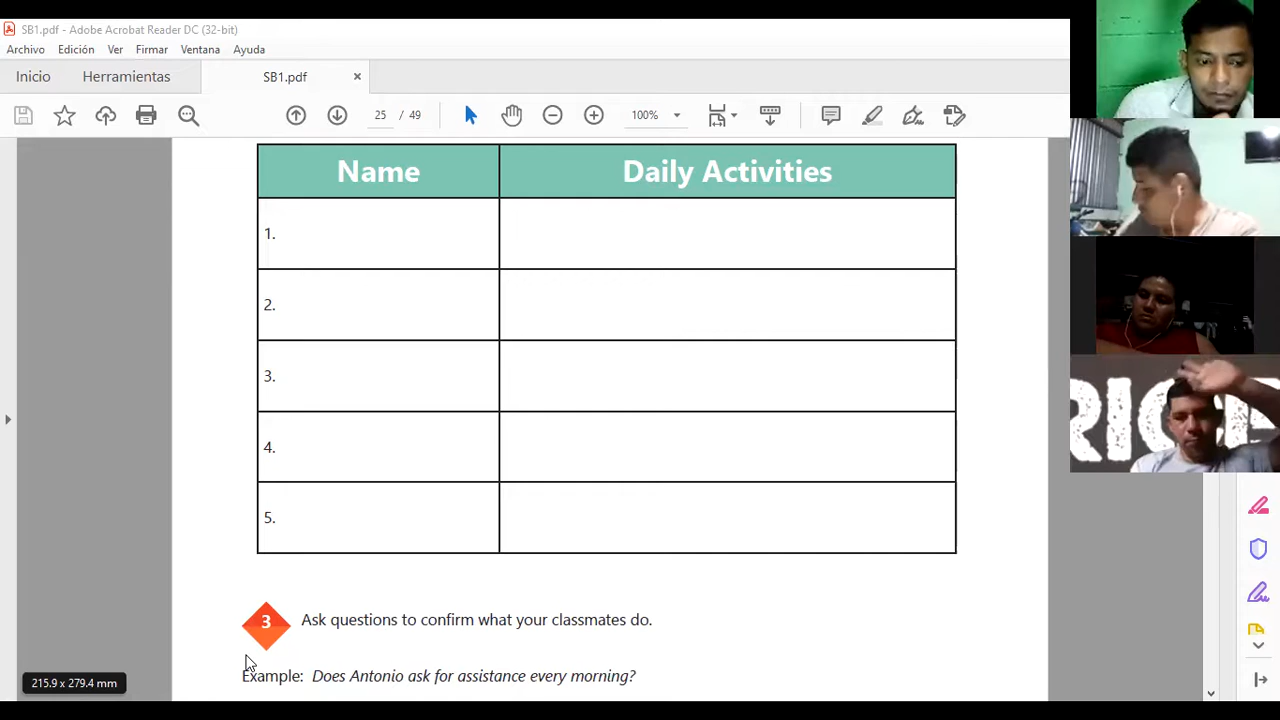 SB1.pdf - Adobe Acrobat Reader DC (32-bit)
Archivo Edición Ver Firmar Ventana Ayuda
Inicio Herramientas SB1.pdf ×
25 / 49 100%
Name Daily Activities
1.
2.
3.
4.
5.
3 Ask questions to confirm what your classmates do.
Example: Does Antonio ask for assistance every morning?
215.9 x 279.4 mm